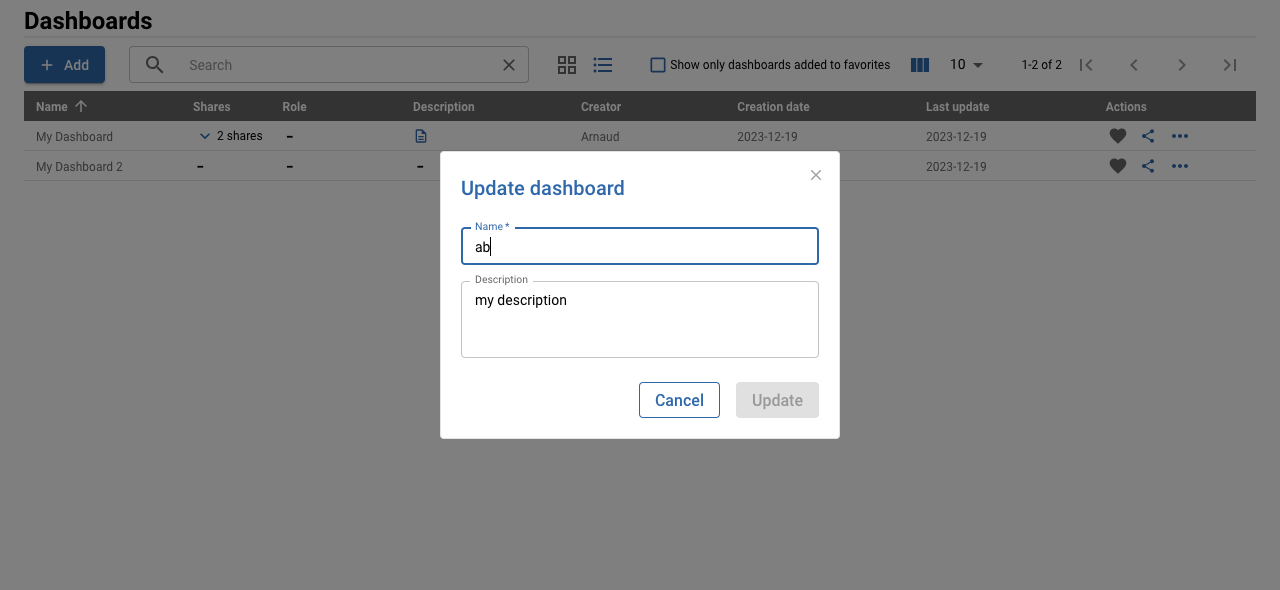 Dashboards
Add
Search
Show only dashboards added to favorites
10
1-2 of 2
Name Shares Role Description Creator Creation date Last update Actions
My Dashboard 2 shares – Arnaud 2023-12-19 2023-12-19
My Dashboard 2 – – – 2023-12-19
Update dashboard
Name *
ab
Description
my description
Cancel
Update